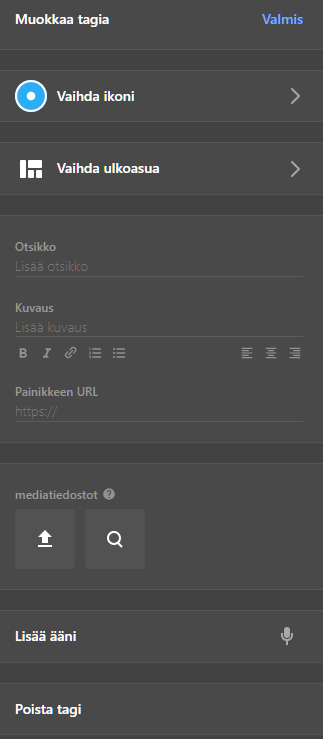 Muokkaa tagia Valmis
Vaihda ikoni
Vaihda ulkoasua
Otsikko
Lisää otsikko
Kuvaus
Lisää kuvaus
B I
Painikkeen URL
https://
mediatiedostot ?
Lisää ääni
Poista tagi